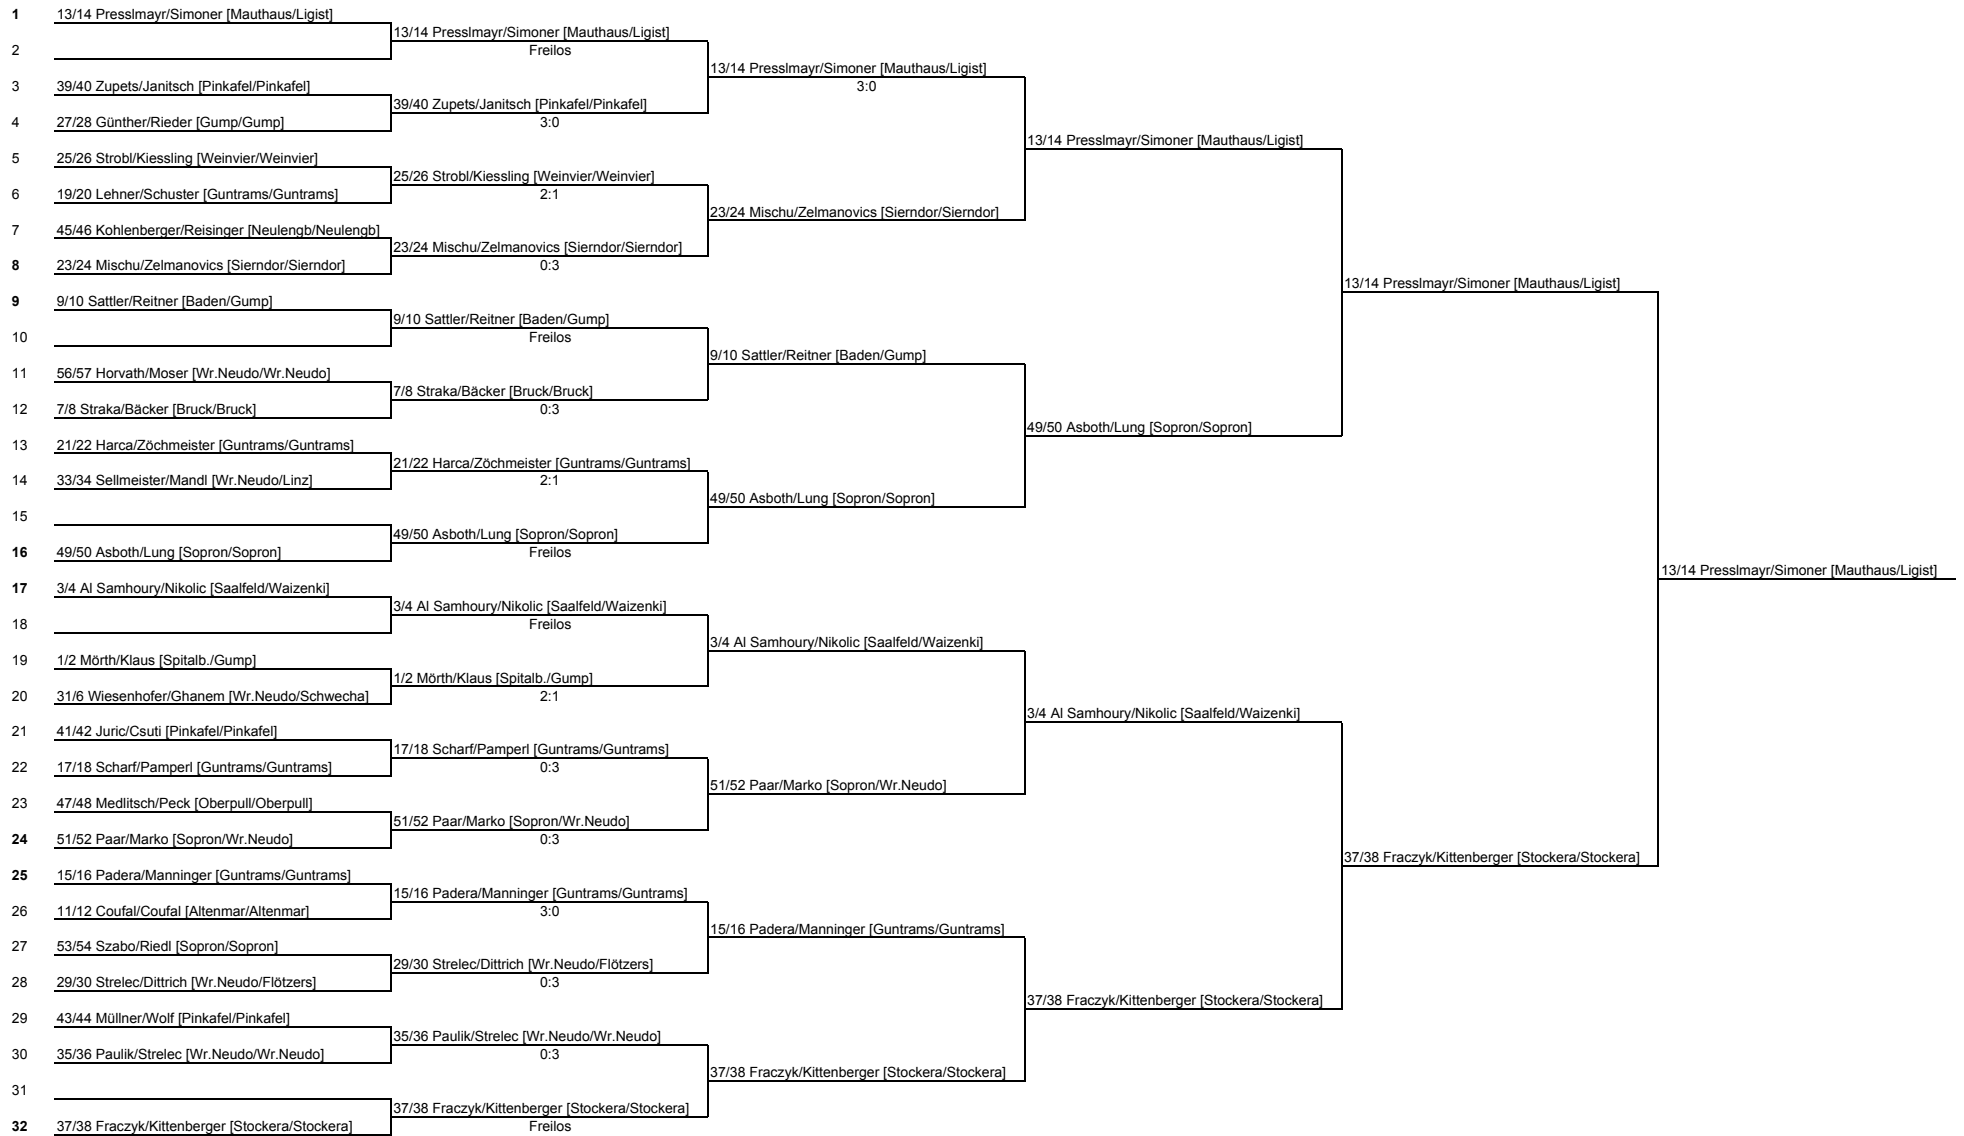 1 13/14 Presslmayr/Simoner [Mauthaus/Ligist]
13/14 Presslmayr/Simoner [Mauthaus/Ligist]
2 Freilos
13/14 Presslmayr/Simoner [Mauthaus/Ligist]
3 39/40 Zupets/Janitsch [Pinkafel/Pinkafel] 3:0
39/40 Zupets/Janitsch [Pinkafel/Pinkafel]
4 27/28 Günther/Rieder [Gump/Gump] 3:0
13/14 Presslmayr/Simoner [Mauthaus/Ligist]
5 25/26 Strobl/Kiessling [Weinvier/Weinvier]
25/26 Strobl/Kiessling [Weinvier/Weinvier]
6 19/20 Lehner/Schuster [Guntrams/Guntrams] 2:1
23/24 Mischu/Zelmanovics [Sierndor/Sierndor]
7 45/46 Kohlenberger/Reisinger [Neulengb/Neulengb]
23/24 Mischu/Zelmanovics [Sierndor/Sierndor]
8 23/24 Mischu/Zelmanovics [Sierndor/Sierndor] 0:3
13/14 Presslmayr/Simoner [Mauthaus/Ligist]
9 9/10 Sattler/Reitner [Baden/Gump]
9/10 Sattler/Reitner [Baden/Gump]
10 Freilos
9/10 Sattler/Reitner [Baden/Gump]
11 56/57 Horvath/Moser [Wr.Neudo/Wr.Neudo]
7/8 Straka/Bäcker [Bruck/Bruck]
12 7/8 Straka/Bäcker [Bruck/Bruck] 0:3
49/50 Asboth/Lung [Sopron/Sopron]
13 21/22 Harca/Zöchmeister [Guntrams/Guntrams]
21/22 Harca/Zöchmeister [Guntrams/Guntrams]
14 33/34 Sellmeister/Mandl [Wr.Neudo/Linz] 2:1
49/50 Asboth/Lung [Sopron/Sopron]
15
49/50 Asboth/Lung [Sopron/Sopron]
16 49/50 Asboth/Lung [Sopron/Sopron] Freilos
13/14 Presslmayr/Simoner [Mauthaus/Ligist]
17 3/4 Al Samhoury/Nikolic [Saalfeld/Waizenki]
3/4 Al Samhoury/Nikolic [Saalfeld/Waizenki]
18 Freilos
3/4 Al Samhoury/Nikolic [Saalfeld/Waizenki]
19 1/2 Mörth/Klaus [Spitalb./Gump]
1/2 Mörth/Klaus [Spitalb./Gump]
20 31/6 Wiesenhofer/Ghanem [Wr.Neudo/Schwecha] 2:1
3/4 Al Samhoury/Nikolic [Saalfeld/Waizenki]
21 41/42 Juric/Csuti [Pinkafel/Pinkafel]
17/18 Scharf/Pamperl [Guntrams/Guntrams]
22 17/18 Scharf/Pamperl [Guntrams/Guntrams] 0:3
51/52 Paar/Marko [Sopron/Wr.Neudo]
23 47/48 Medlitsch/Peck [Oberpull/Oberpull]
51/52 Paar/Marko [Sopron/Wr.Neudo]
24 51/52 Paar/Marko [Sopron/Wr.Neudo] 0:3
37/38 Fraczyk/Kittenberger [Stockera/Stockera]
25 15/16 Padera/Manninger [Guntrams/Guntrams]
15/16 Padera/Manninger [Guntrams/Guntrams]
26 11/12 Coufal/Coufal [Altenmar/Altenmar] 3:0
15/16 Padera/Manninger [Guntrams/Guntrams]
27 53/54 Szabo/Riedl [Sopron/Sopron]
29/30 Strelec/Dittrich [Wr.Neudo/Flötzers]
28 29/30 Strelec/Dittrich [Wr.Neudo/Flötzers] 0:3
37/38 Fraczyk/Kittenberger [Stockera/Stockera]
29 43/44 Müllner/Wolf [Pinkafel/Pinkafel]
35/36 Paulik/Strelec [Wr.Neudo/Wr.Neudo]
30 35/36 Paulik/Strelec [Wr.Neudo/Wr.Neudo] 0:3
37/38 Fraczyk/Kittenberger [Stockera/Stockera]
31
37/38 Fraczyk/Kittenberger [Stockera/Stockera]
32 37/38 Fraczyk/Kittenberger [Stockera/Stockera] Freilos